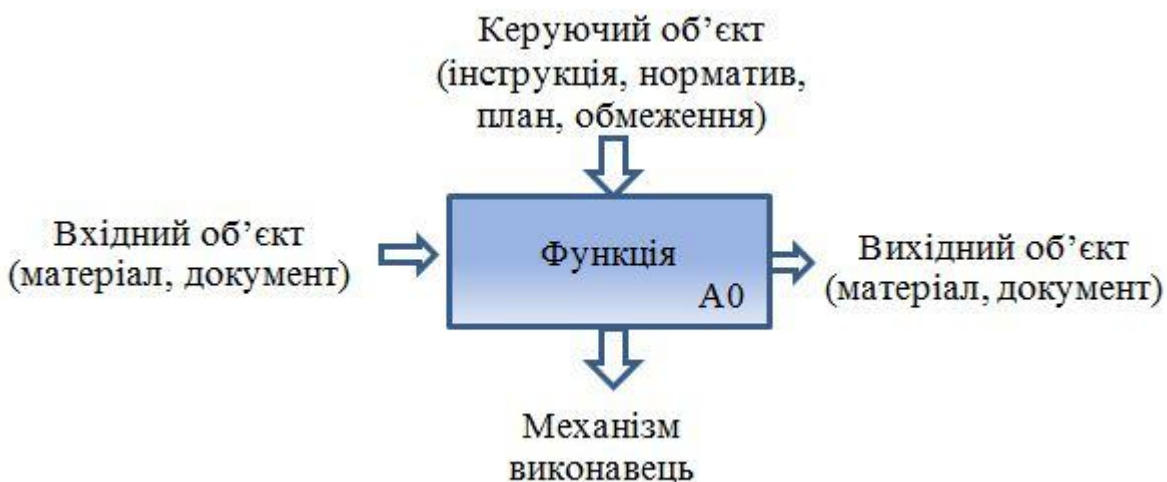 Керуючий об’єкт
(інструкція, норматив,
план, обмеження)
Вхідний об’єкт
(матеріал, документ)
Функція
А0
Вихідний об’єкт
(матеріал, документ)
Механізм
виконавець